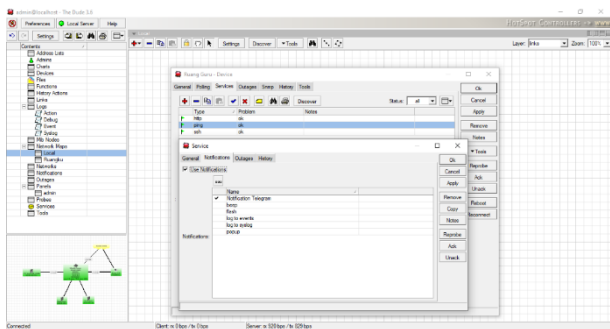 admin@localhost - The Dude 3.6
Preferences Local Server Help
Settings
Contents
Address Lists
Admins
Charts
Devices
Files
Functions
History Actions
Links
Logs
Action
Debug
Event
Syslog
Mib Nodes
Network Maps
Local
Ruangku
Networks
Notifications
Outages
Panels
admin
Probes
Services
Tools
Settings Discover Tools Layer: links Zoom: 100%
Ruang Guru - Device
General Polling Services Outages Snmp History Tools
Discover Status: all
Type Problem Notes
http ok
ping ok
ssh ok
Ok
Cancel
Apply
Remove
Notes
Tools
Reprobe
Ack
Unack
Reboot
Reconnect
Service
General Notifications Outages History
Use Notifications
Name
Notification Telegram
beep
flash
log to events
log to syslog
popup
Notifications:
Ok
Cancel
Apply
Remove
Copy
Notes
Reprobe
Ack
Unack
Connected